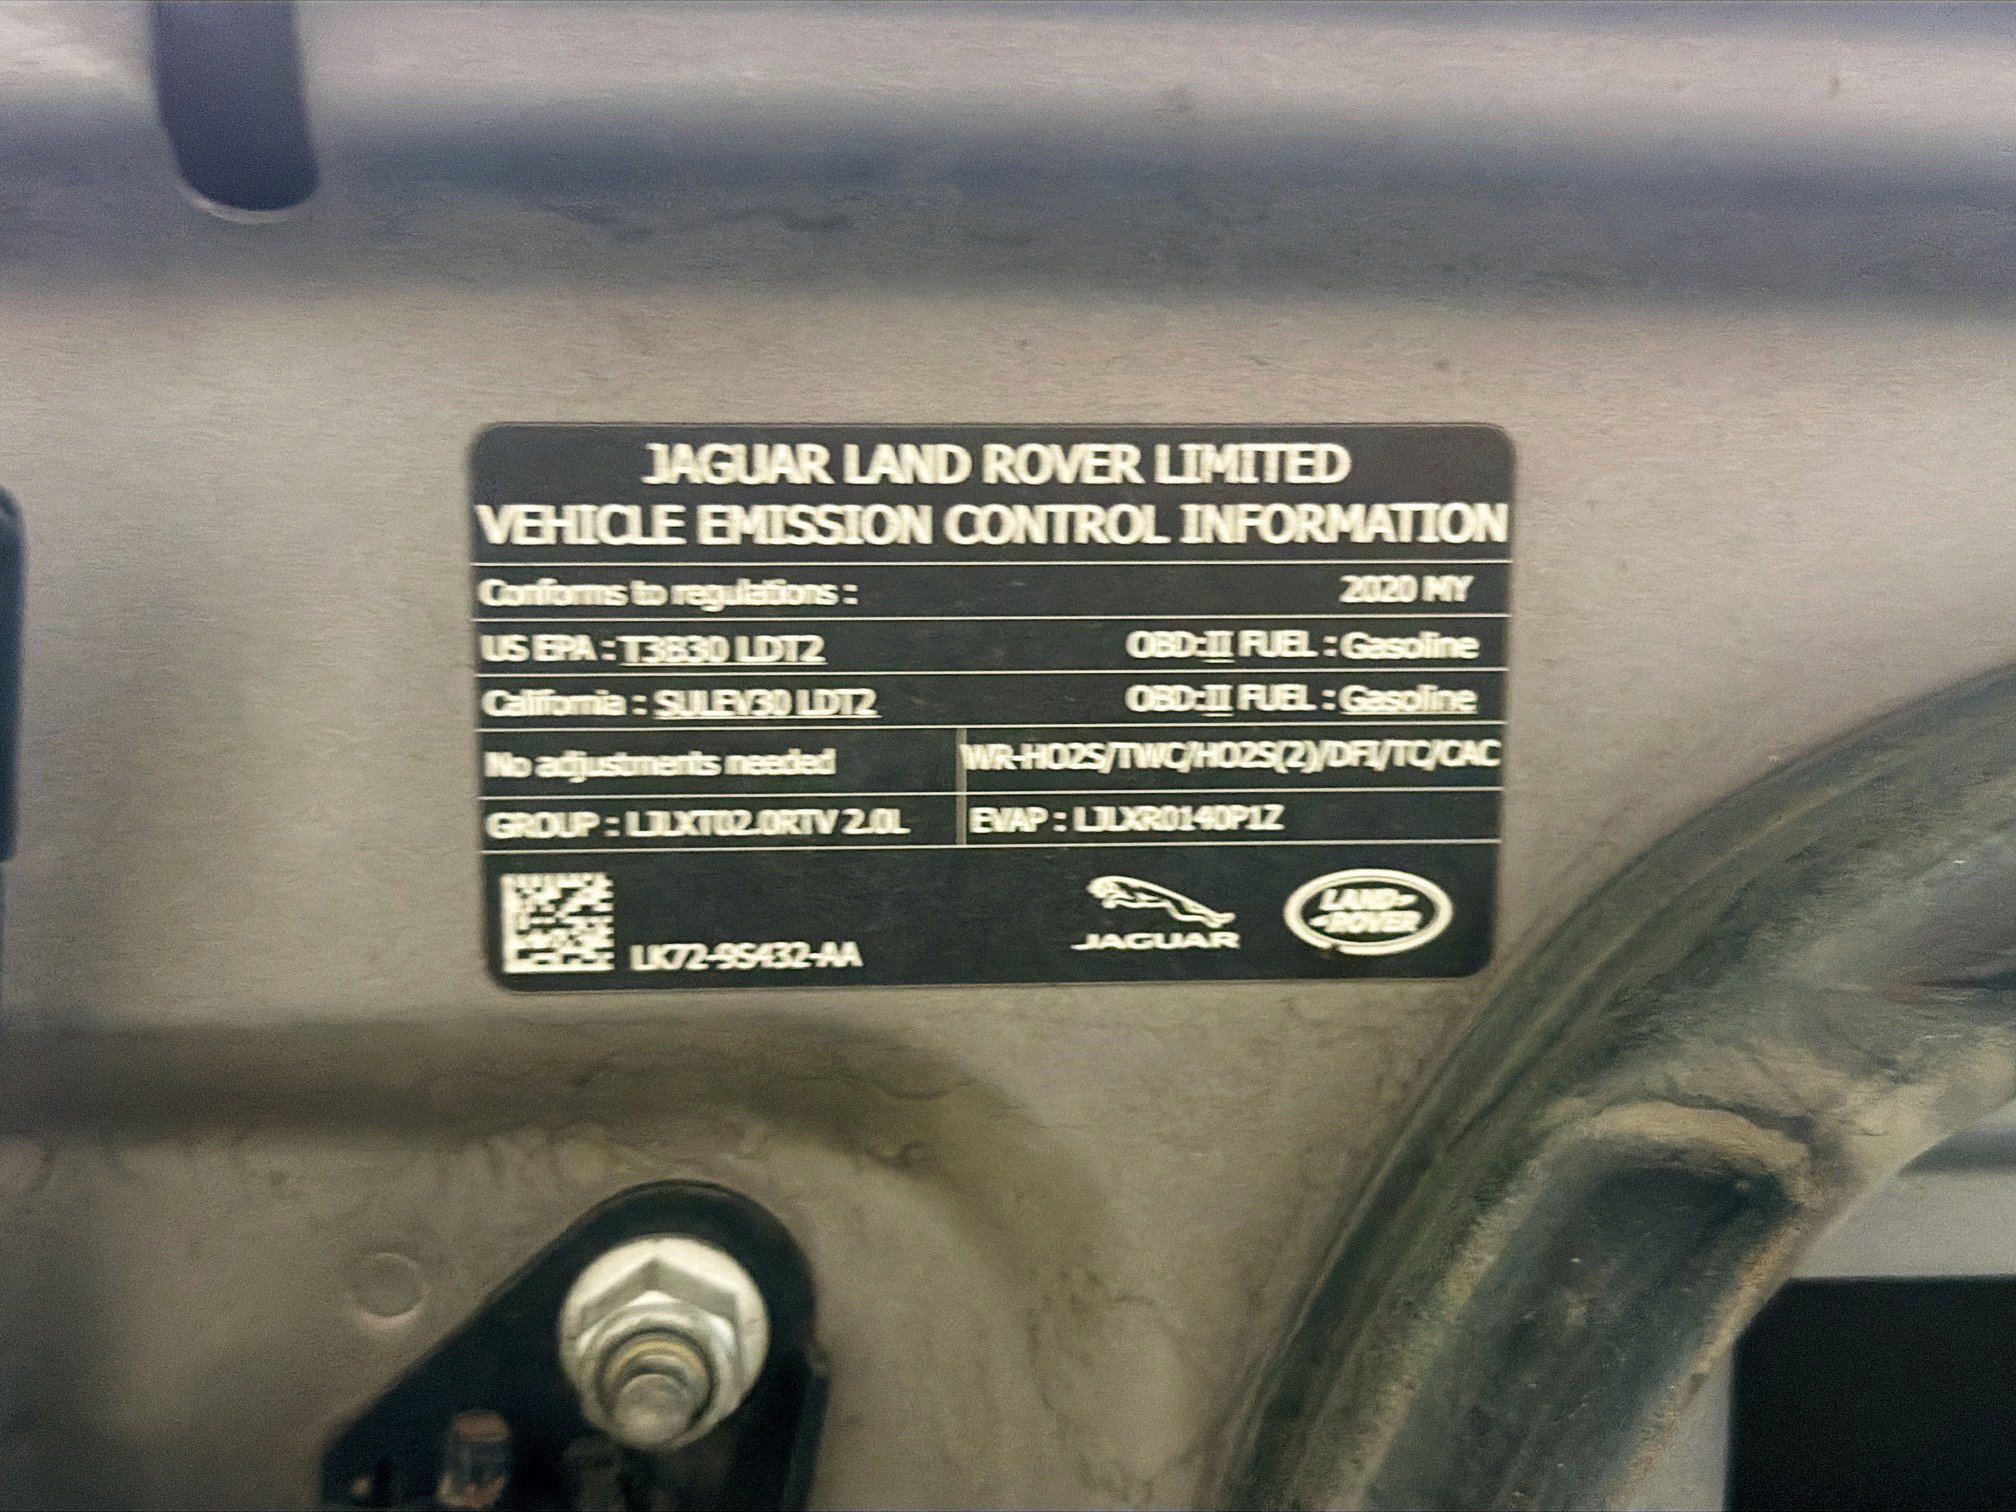 JAGUAR LAND ROVER LIMITED
VEHICLE EMISSION CONTROL INFORMATION
Conforms to regulations : 2020 MY
US EPA : T3B30 LDT2 OBD:II FUEL : Gasoline
California : SULEV30 LDT2 OBD:II FUEL : Gasoline
No adjustments needed WR-HO2S/TWC/HO2S(2)/DFI/TC/CAC
GROUP : LJLXT02.0RTV 2.0L EVAP : LJLXR0140P1Z
LK72-9S432-AA
JAGUAR
LAND-
-ROVER